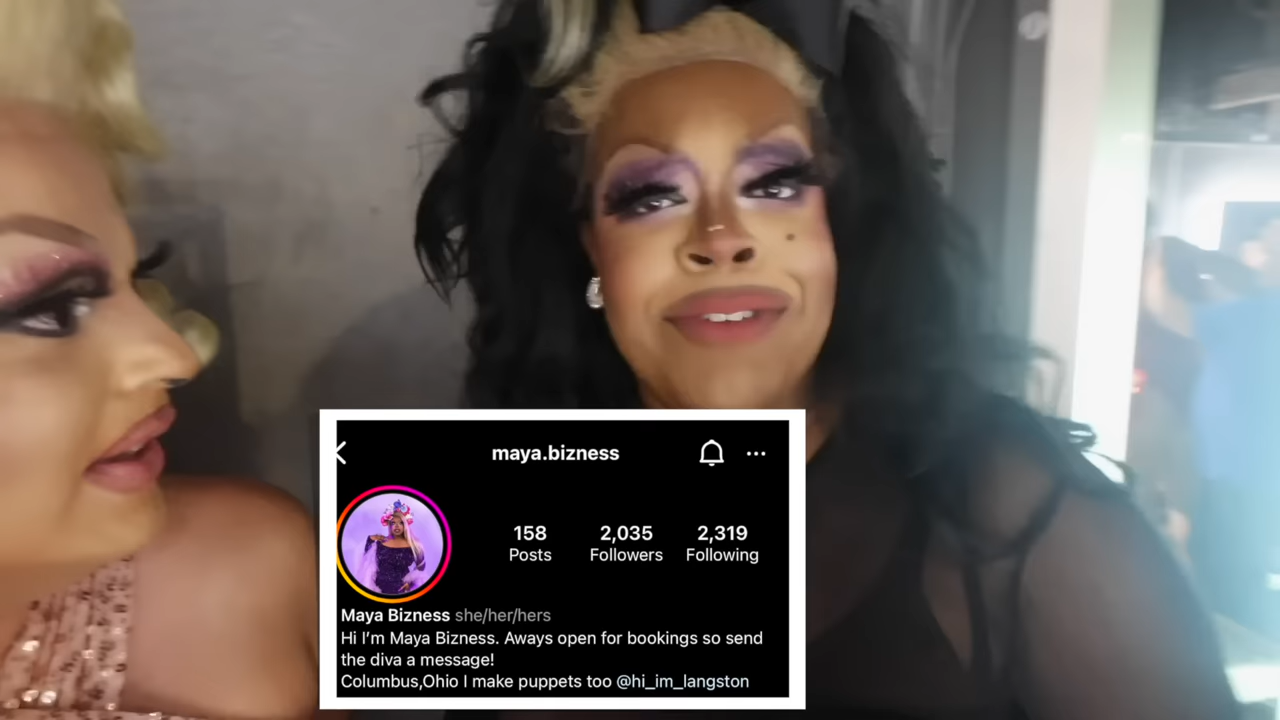 maya.bizness
158 2,035 2,319
Posts Followers Following
Maya Bizness she/her/hers
Hi I'm Maya Bizness. Aways open for bookings so send
the diva a message!
Columbus,Ohio I make puppets too @hi_im_langston